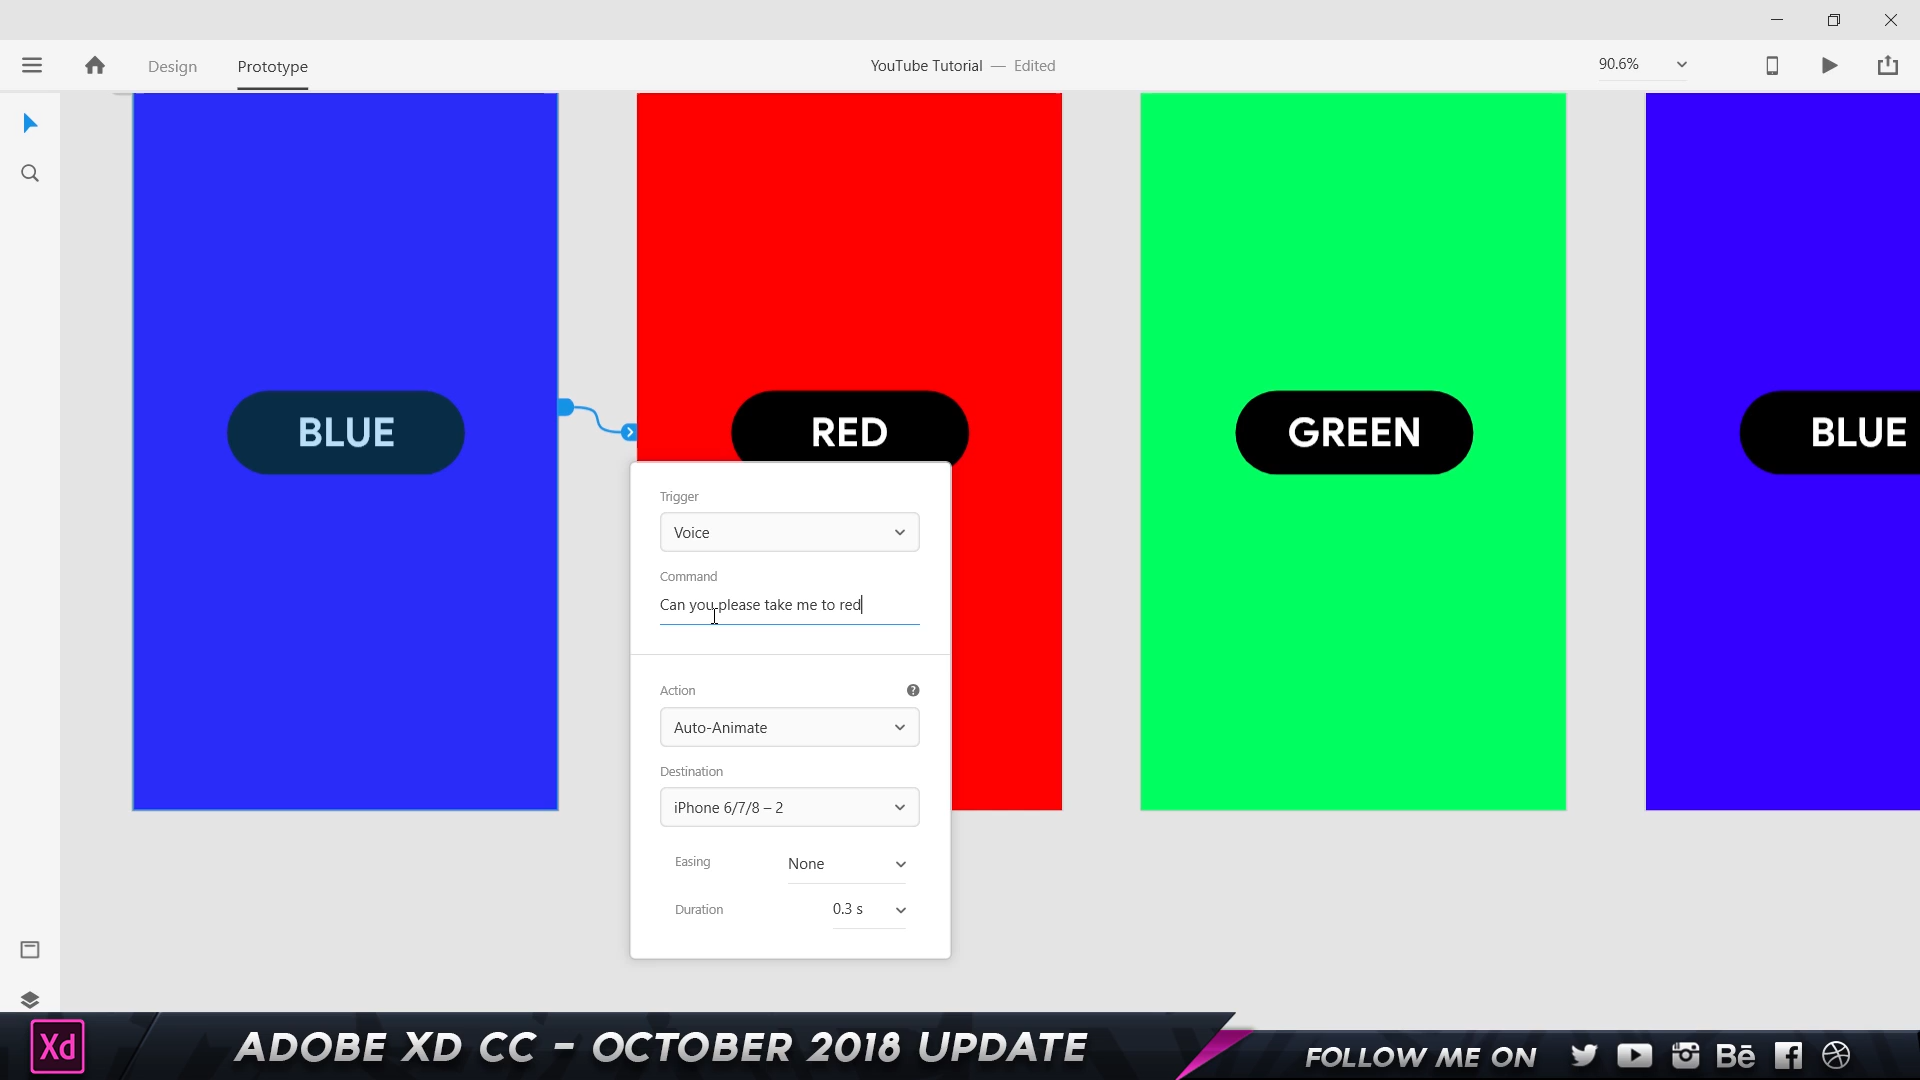 Design
Prototype
YouTube Tutorial — Edited
90.6%
BLUE
RED
GREEN
BLUE
Trigger
Voice
Command
Can you please take me to red
Action
?
Auto-Animate
Destination
iPhone 6/7/8 – 2
Easing
None
Duration
0.3 s
Xd
ADOBE XD CC - OCTOBER 2018 UPDATE
FOLLOW ME ON
Bē